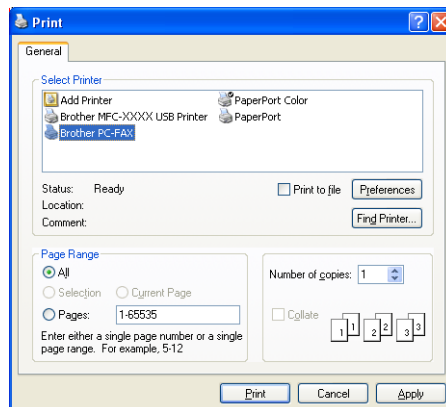 Print
General
Select Printer
Add Printer
PaperPort Color
Brother MFC-XXXX USB Printer
PaperPort
Brother PC-FAX
Status: Ready
Print to file
Preferences
Location:
Comment:
Find Printer...
Page Range
All
Selection
Current Page
Pages: 1-65535
Enter either a single page number or a single
page range. For example, 5-12
Number of copies: 1
Collate
1 1 2 2 3 3
Print
Cancel
Apply